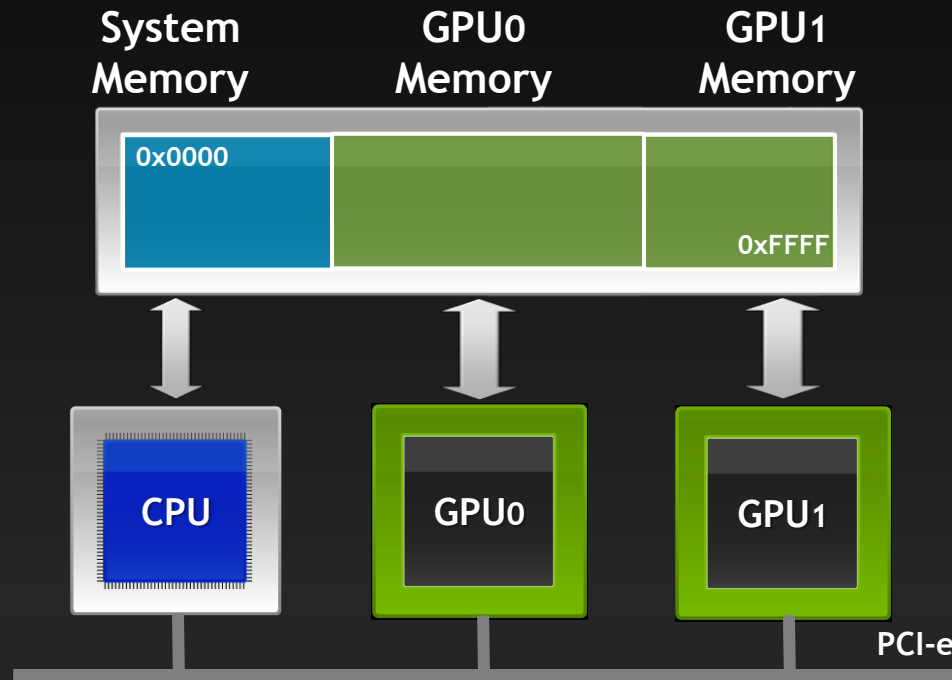 System
Memory
GPU0
Memory
GPU1
Memory
0x0000
0xFFFF
CPU
GPU0
GPU1
PCI-e